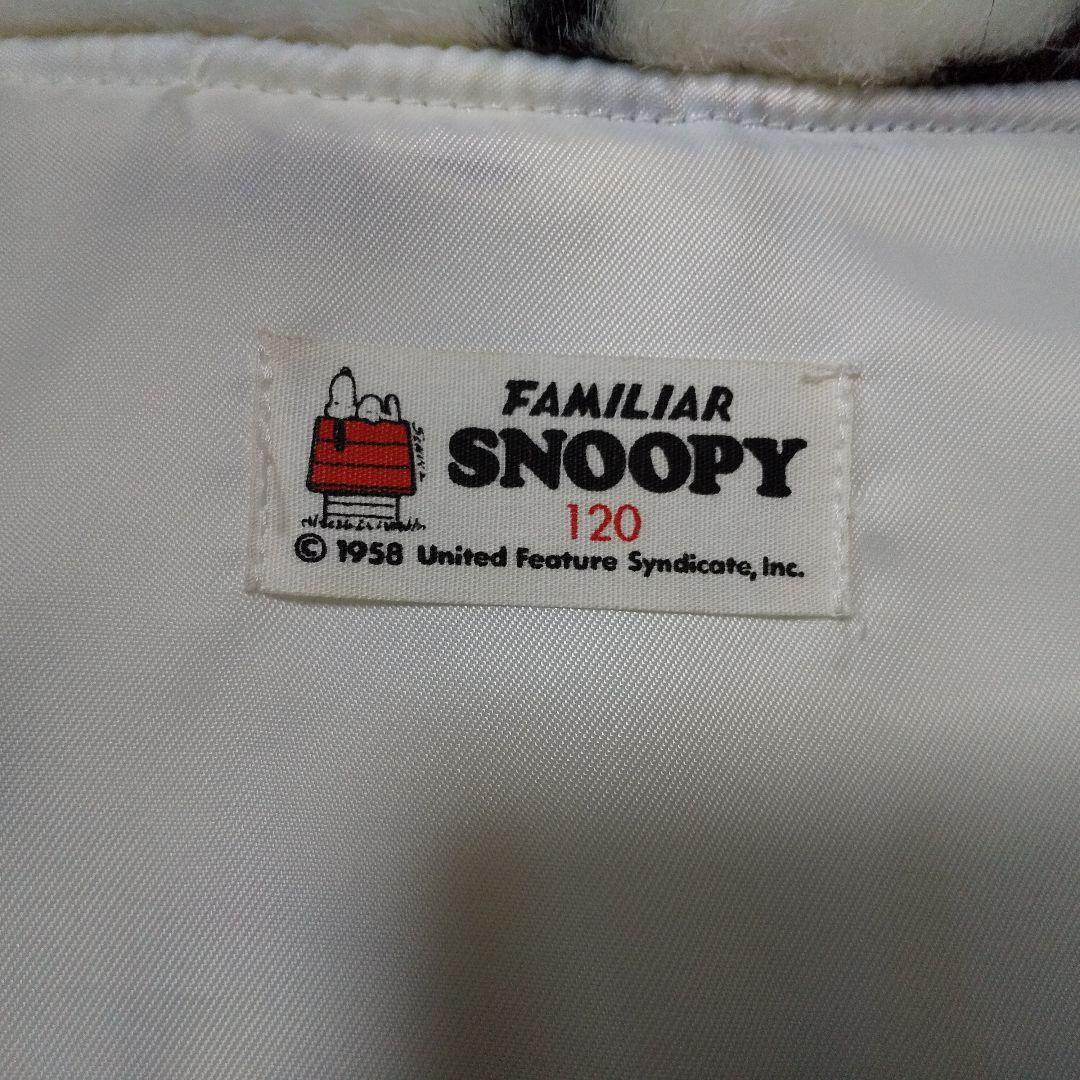 FAMILIAR
SNOOPY
120
© 1958 United Feature Syndicate, Inc.